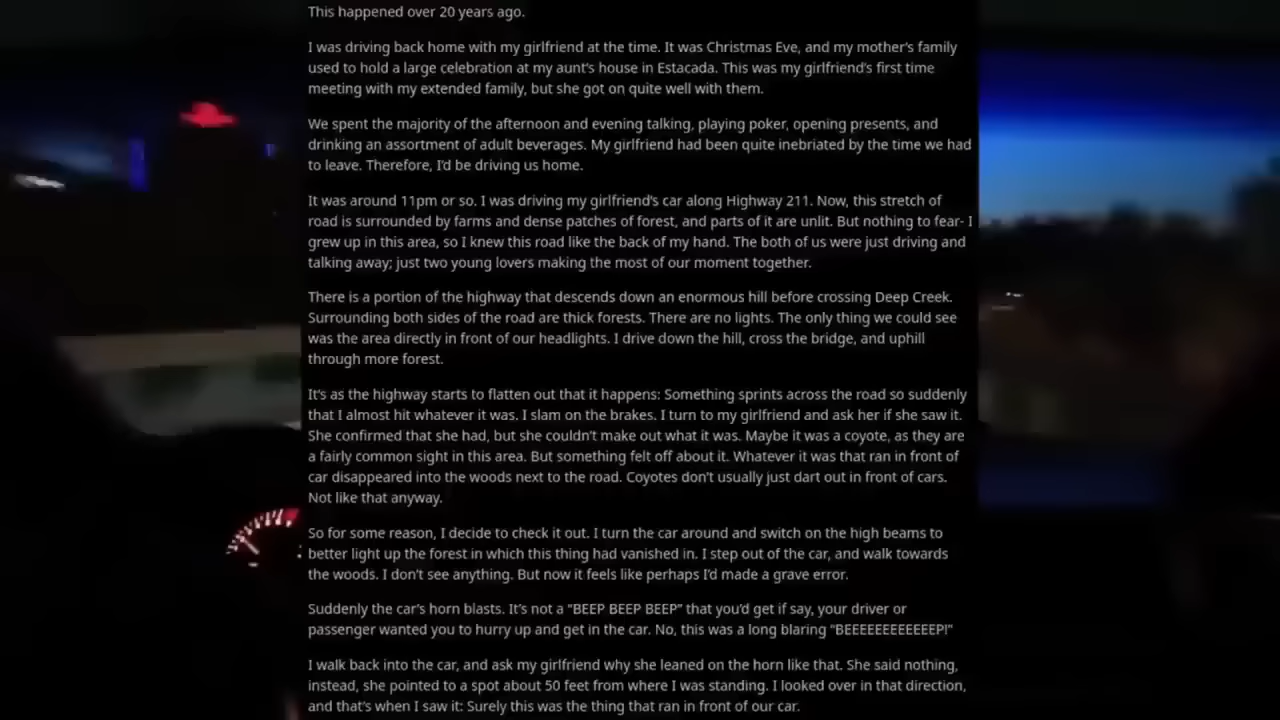 This happened over 20 years ago.
I was driving back home with my girlfriend at the time. It was Christmas Eve, and my mother's family
used to hold a large celebration at my aunt's house in Estacada. This was my girlfriend's first time
meeting with my extended family, but she got on quite well with them.
We spent the majority of the afternoon and evening talking, playing poker, opening presents, and
drinking an assortment of adult beverages. My girlfriend had been quite inebriated by the time we had
to leave. Therefore, I'd be driving us home.
It was around 11pm or so. I was driving my girlfriend's car along Highway 211. Now, this stretch of
road is surrounded by farms and dense patches of forest, and parts of it are unlit. But nothing to fear- I
grew up in this area, so I knew this road like the back of my hand. The both of us were just driving and
talking away; just two young lovers making the most of our moment together.
There is a portion of the highway that descends down an enormous hill before crossing Deep Creek.
Surrounding both sides of the road are thick forests. There are no lights. The only thing we could see
was the area directly in front of our headlights. I drive down the hill, cross the bridge, and uphill
through more forest.
It's as the highway starts to flatten out that it happens: Something sprints across the road so suddenly
that I almost hit whatever it was. I slam on the brakes. I turn to my girlfriend and ask her if she saw it.
She confirmed that she had, but she couldn't make out what it was. Maybe it was a coyote, as they are
a fairly common sight in this area. But something felt off about it. Whatever it was that ran in front of
car disappeared into the woods next to the road. Coyotes don't usually just dart out in front of cars.
Not like that anyway.
So for some reason, I decide to check it out. I turn the car around and switch on the high beams to
better light up the forest in which this thing had vanished in. I step out of the car, and walk towards
the woods. I don't see anything. But now it feels like perhaps I'd made a grave error.
Suddenly the car's horn blasts. It's not a “BEEP BEEP BEEP” that you'd get if say, your driver or
passenger wanted you to hurry up and get in the car. No, this was a long blaring “BEEEEEEEEEEEEP!”
I walk back into the car, and ask my girlfriend why she leaned on the horn like that. She said nothing,
instead, she pointed to a spot about 50 feet from where I was standing. I looked over in that direction,
and that's when I saw it: Surely this was the thing that ran in front of our car.